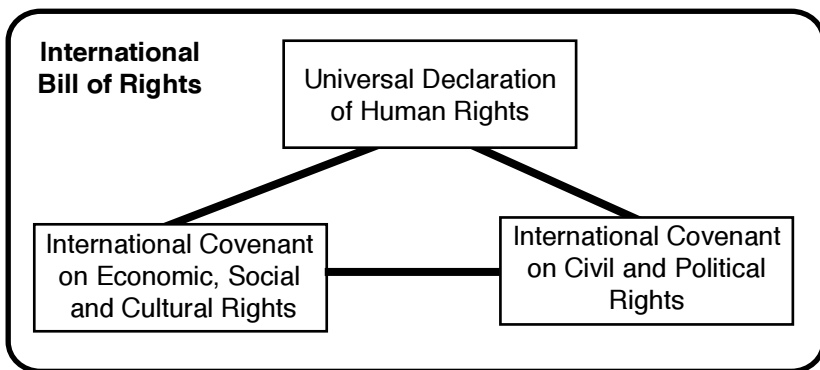 International
Bill of Rights
Universal Declaration
of Human Rights
International Covenant
on Economic, Social
and Cultural Rights
International Covenant
on Civil and Political
Rights